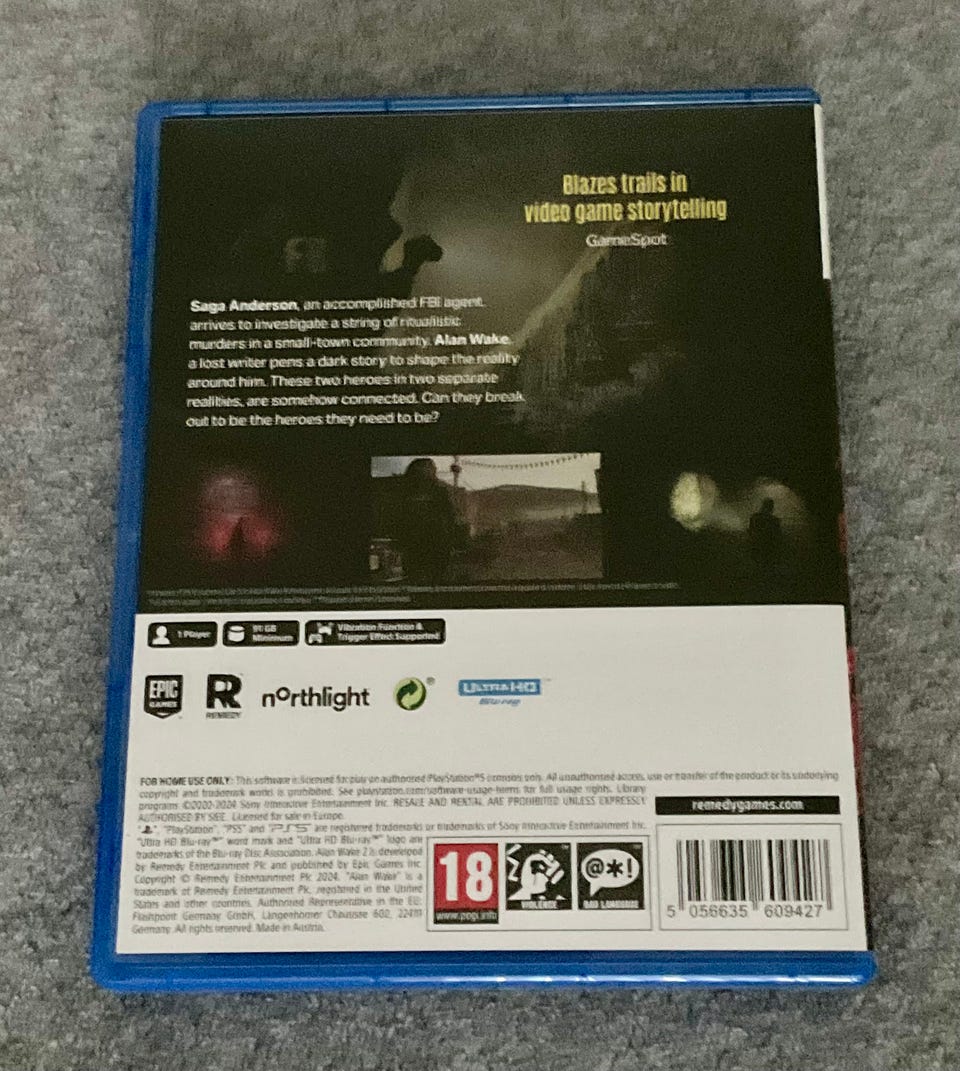 Blazes trails in
video game storytelling
GameSpot
Saga Anderson, an accomplished FBI agent,
arrives to investigate a string of ritualistic
murders in a small-town community. Alan Wake,
a lost writer pens a dark story to shape the reality
around him. These two heroes in two separate
realities, are somehow connected. Can they break
out to be the heroes they need to be?
1 Player
Minimum
Vibration Function &
Trigger Effect Supported
EPIC
GAMES
R
REMEDY
northlight
®
ULTRA HD
Blu-ray
FOR HOME USE ONLY: This software is licensed for play on authorised PlayStation®5 consoles only. All unauthorised access, use or transfer of the product or its underlying
copyright and trademark works is prohibited. See playstation.com/software-usage-terms for full usage rights. Library
programs ©2020-2024 Sony Interactive Entertainment Inc. RESALE AND RENTAL ARE PROHIBITED UNLESS EXPRESSLY
AUTHORISED BY SIEE. Licensed for sale in Europe.
"PlayStation", "PS5" and "PS5" are registered trademarks or trademarks of Sony Interactive Entertainment Inc.
"Ultra HD Blu-ray™" word mark and "Ultra HD Blu-ray™" logo are
trademarks of the Blu-ray Disc Association. Alan Wake 2 is developed
by Remedy Entertainment Plc and published by Epic Games Inc.
Copyright © Remedy Entertainment Plc 2024. "Alan Wake" is a
trademark of Remedy Entertainment Plc, registered in the United
States and other countries. Authorised Representative in the EU:
Flashpoint Germany GmbH, Langenhorner Chaussee 602, 22419
Germany. All rights reserved. Made in Austria.
remedygames.com
18
www.pegi.info
VIOLENCE
@*!
BAD LANGUAGE
5 056635 609427